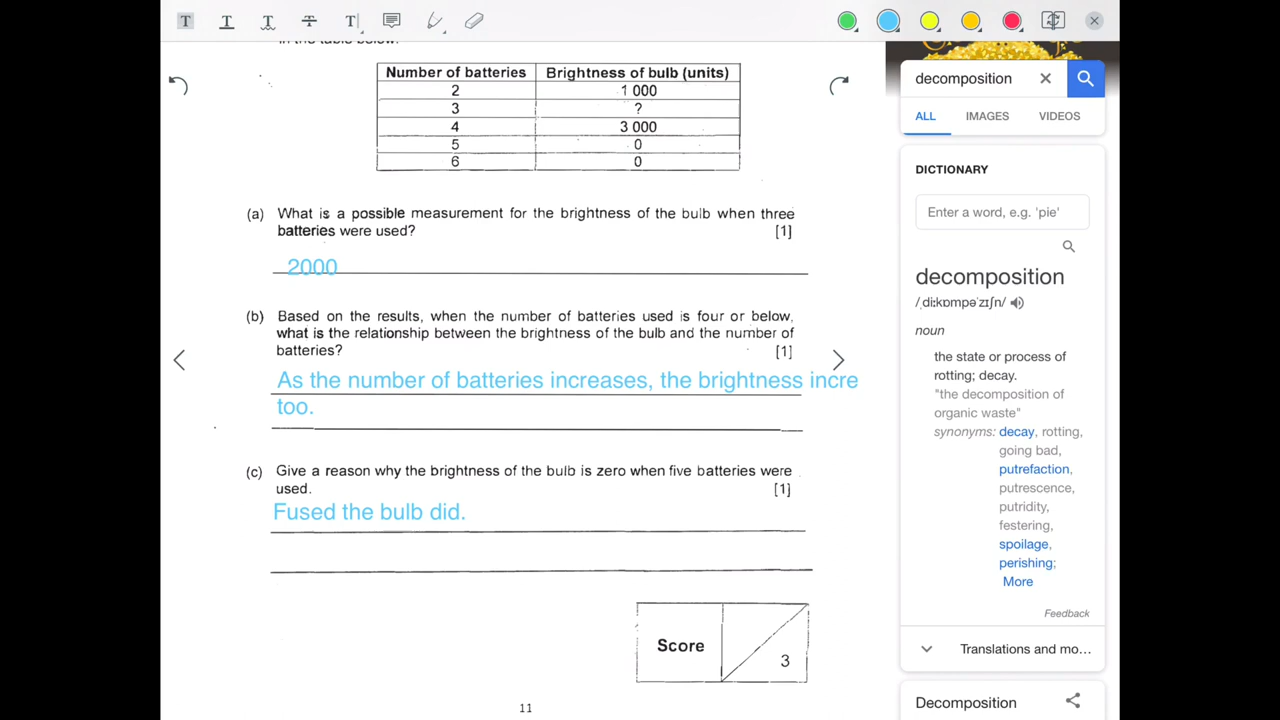 in the table below.
decomposition
Number of batteries Brightness of bulb (units)
2 1 000
3 ?
4 3 000
5 0
6 0
(a) What is a possible measurement for the brightness of the bulb when three
batteries were used? [1]
2000
(b) Based on the results, when the number of batteries used is four or below,
what is the relationship between the brightness of the bulb and the number of
batteries? [1]
As the number of batteries increases, the brightness incre
too.
(c) Give a reason why the brightness of the bulb is zero when five batteries were
used. [1]
Fused the bulb did.
Score 3
11
ALL IMAGES VIDEOS
DICTIONARY
Enter a word, e.g. 'pie'
decomposition
/ˌdiːkɒmpəˈzɪʃn/
noun
the state or process of
rotting; decay.
"the decomposition of
organic waste"
synonyms: decay, rotting,
going bad,
putrefaction,
putrescence,
putridity,
festering,
spoilage,
perishing;
More
Feedback
Translations and mo...
Decomposition